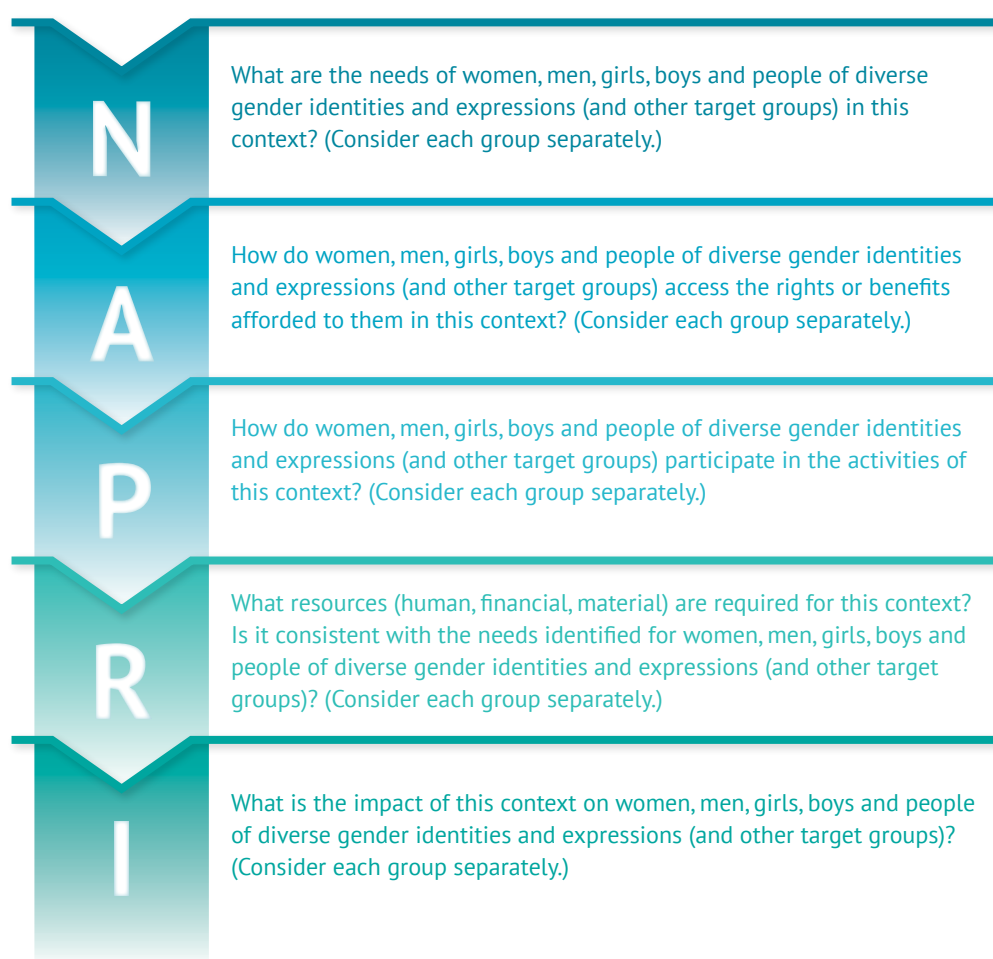 N
What are the needs of women, men, girls, boys and people of diverse
gender identities and expressions (and other target groups) in this
context? (Consider each group separately.)
A
How do women, men, girls, boys and people of diverse gender identities
and expressions (and other target groups) access the rights or benefits
afforded to them in this context? (Consider each group separately.)
P
How do women, men, girls, boys and people of diverse gender identities
and expressions (and other target groups) participate in the activities of
this context? (Consider each group separately.)
R
What resources (human, financial, material) are required for this context?
Is it consistent with the needs identified for women, men, girls, boys and
people of diverse gender identities and expressions (and other target
groups)? (Consider each group separately.)
I
What is the impact of this context on women, men, girls, boys and people
of diverse gender identities and expressions (and other target groups)?
(Consider each group separately.)